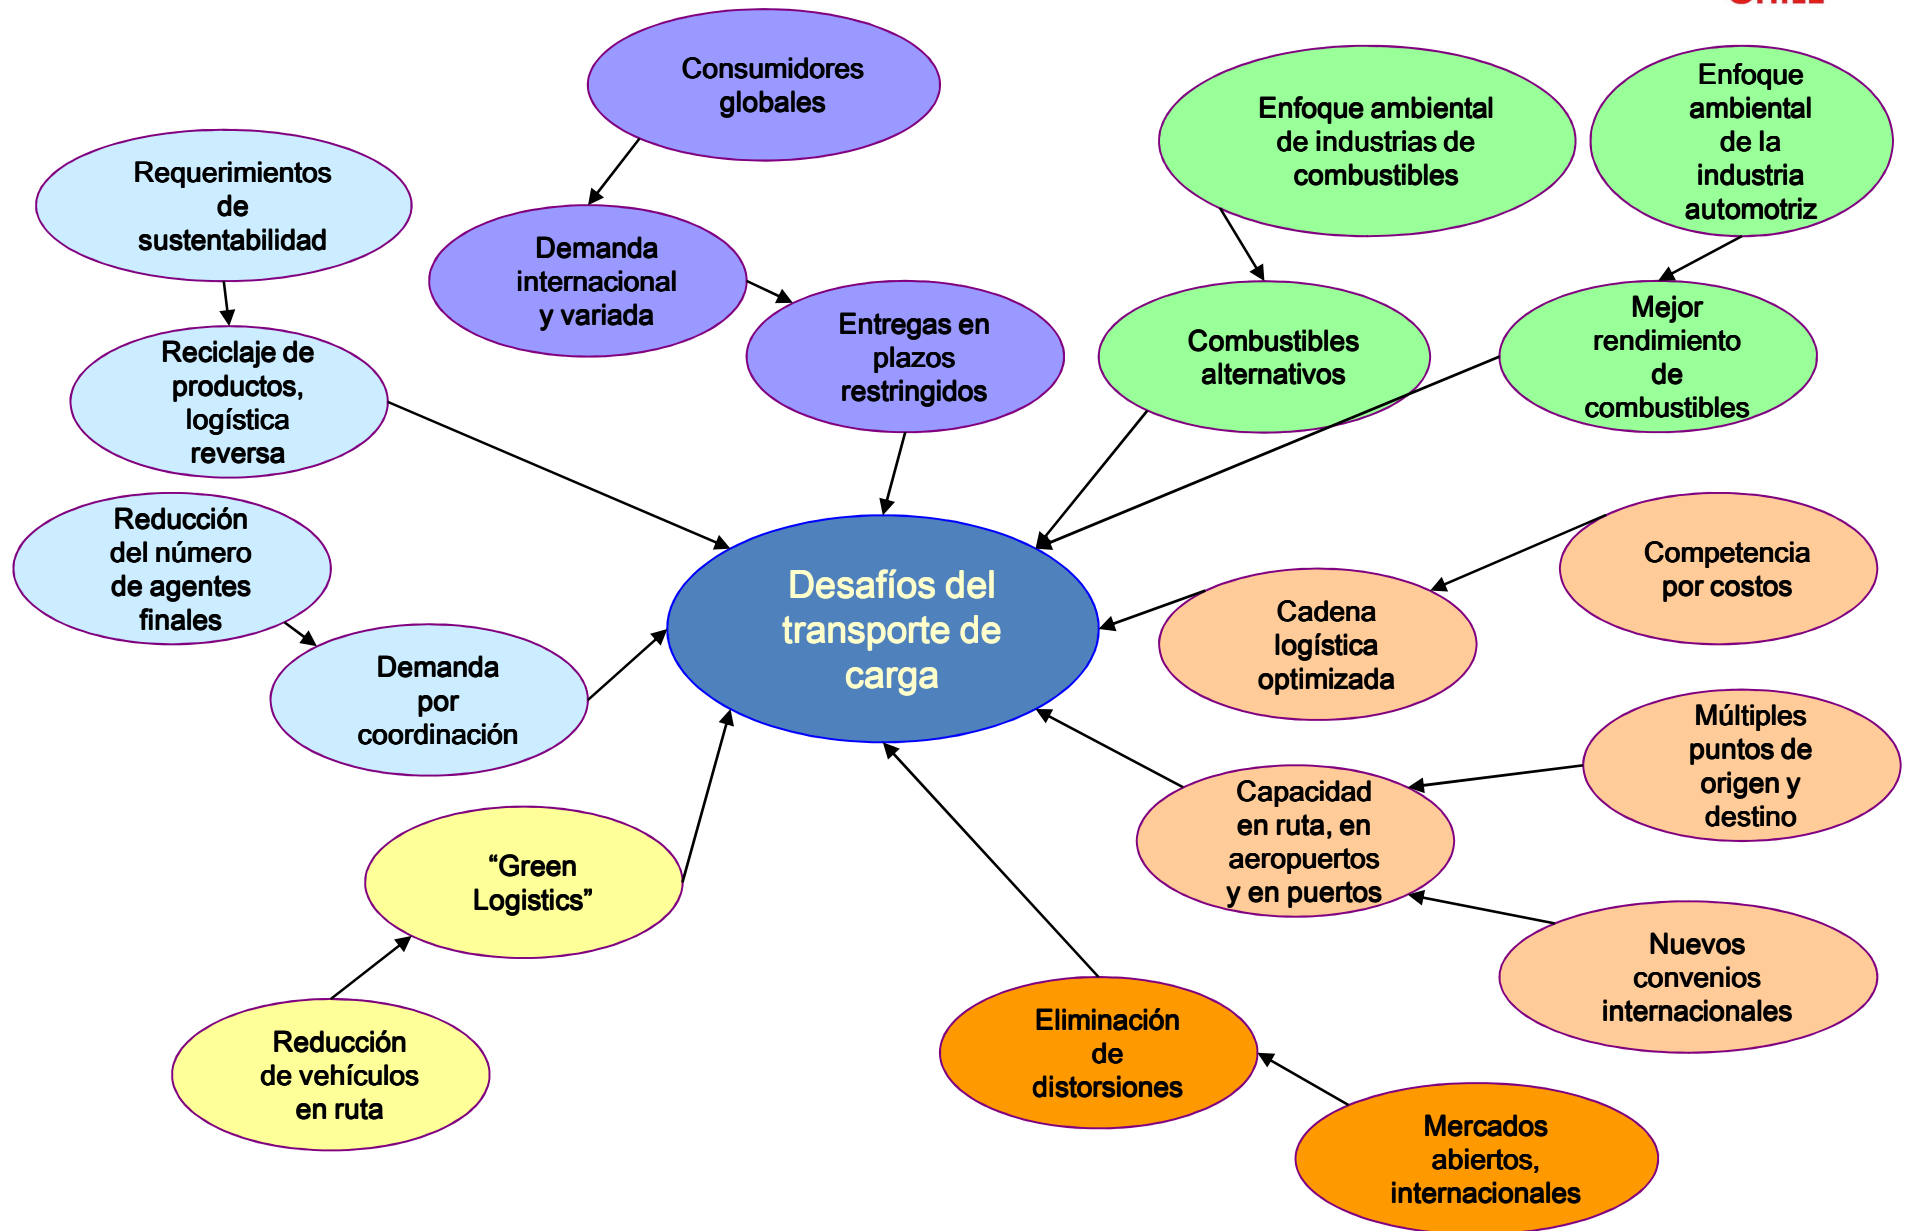 Consumidores
globales
Enfoque ambiental
de industrias de
combustibles
Enfoque
ambiental
de la
industria
automotriz
Requerimientos
de
sustentabilidad
Demanda
internacional
y variada
Entregas en
plazos
restringidos
Combustibles
alternativos
Mejor
rendimiento
de
combustibles
Reciclaje de
productos,
logística
reversa
Reducción
del número
de agentes
finales
Desafíos del
transporte de
carga
Competencia
por costos
Cadena
logística
optimizada
Demanda
por
coordinación
Múltiples
puntos de
origen y
destino
Capacidad
en ruta, en
aeropuertos
y en puertos
“Green
Logistics”
Nuevos
convenios
internacionales
Reducción
de vehículos
en ruta
Eliminación
de
distorsiones
Mercados
abiertos,
internacionales